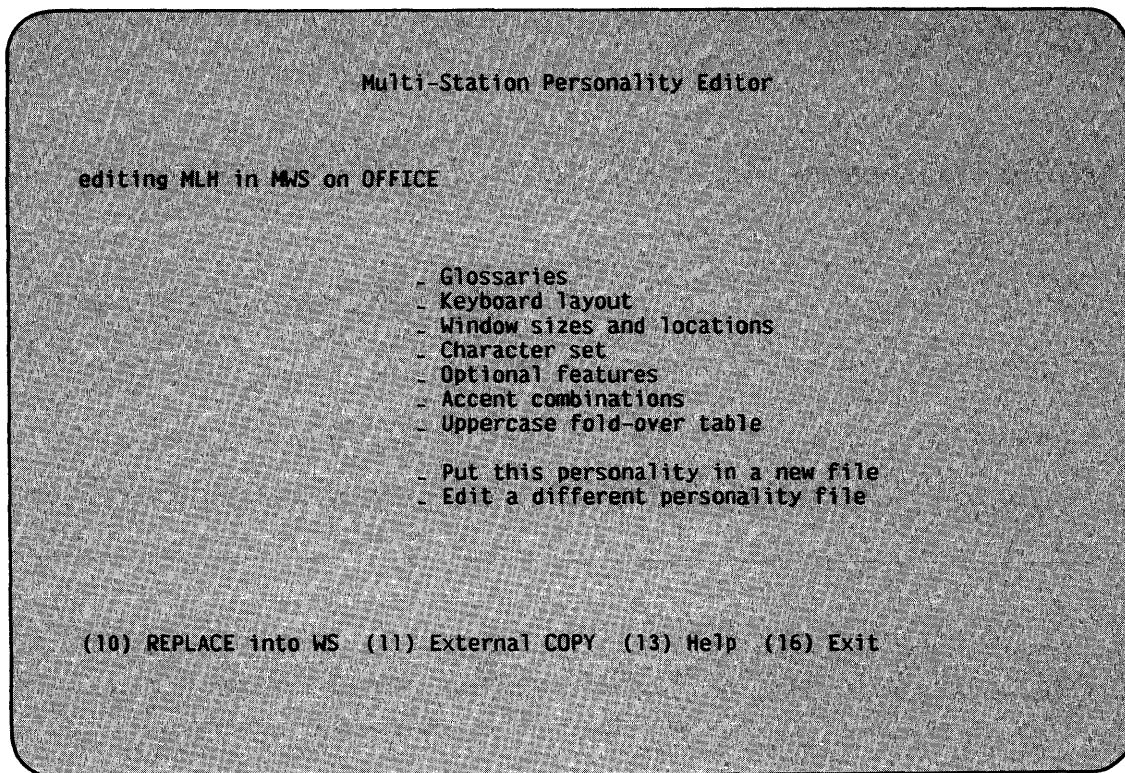 Multi-Station Personality Editor
editing MLH in MWS on OFFICE
_ Glossaries
_ Keyboard layout
_ Window sizes and locations
_ Character set
_ Optional features
_ Accent combinations
_ Uppercase fold-over table
_ Put this personality in a new file
_ Edit a different personality file
(10) REPLACE into WS (11) External COPY (13) Help (16) Exit